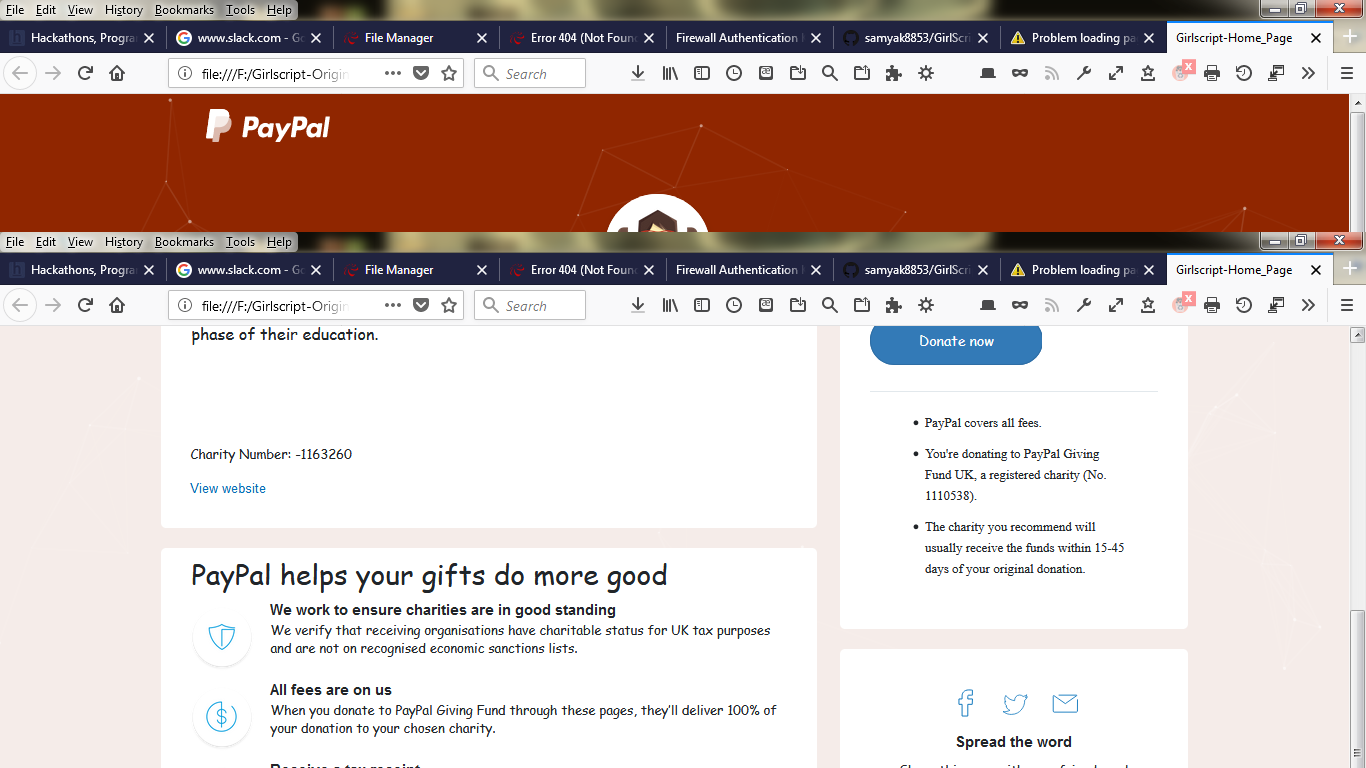 File Edit View History Bookmarks Tools Help
Hackathons, Progra www.slack.com - Go File Manager Error 404 (Not Foun Firewall Authentication samyak8853/GirlScri Problem loading pa Girlscript-Home_Page
file:///F:/Girlscript-Origin Search
PayPal
File Edit View History Bookmarks Tools Help
Hackathons, Progra www.slack.com - Go File Manager Error 404 (Not Foun Firewall Authentication samyak8853/GirlScri Problem loading pa Girlscript-Home_Page
file:///F:/Girlscript-Origin Search
phase of their education.
Charity Number: -1163260
View website
PayPal helps your gifts do more good
We work to ensure charities are in good standing
We verify that receiving organisations have charitable status for UK tax purposes
and are not on recognised economic sanctions lists.
All fees are on us
When you donate to PayPal Giving Fund through these pages, they'll deliver 100% of
your donation to your chosen charity.
Donate now
• PayPal covers all fees.
• You're donating to PayPal Giving
Fund UK, a registered charity (No.
1110538).
• The charity you recommend will
usually receive the funds within 15-45
days of your original donation.
Spread the word